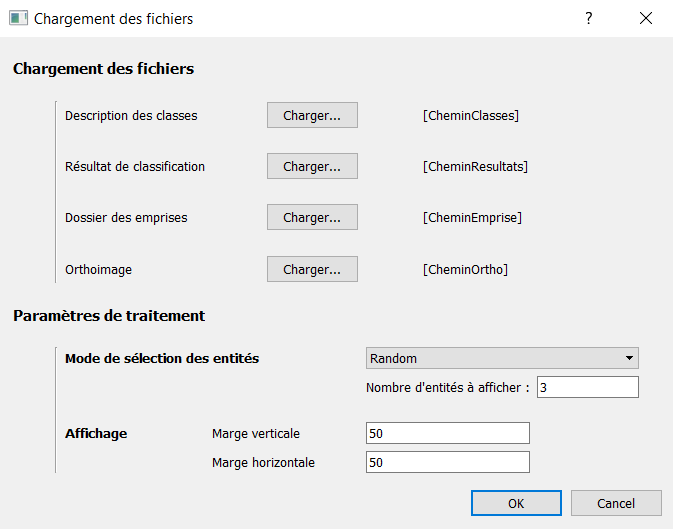 Chargement des fichiers
Chargement des fichiers
Description des classes Charger... [CheminClasses]
Résultat de classification Charger... [CheminResultats]
Dossier des emprises Charger... [CheminEmprise]
Orthoimage Charger... [CheminOrtho]
Paramètres de traitement
Mode de sélection des entités Random
Nombre d'entités à afficher : 3
Affichage Marge verticale 50
Marge horizontale 50
OK Cancel